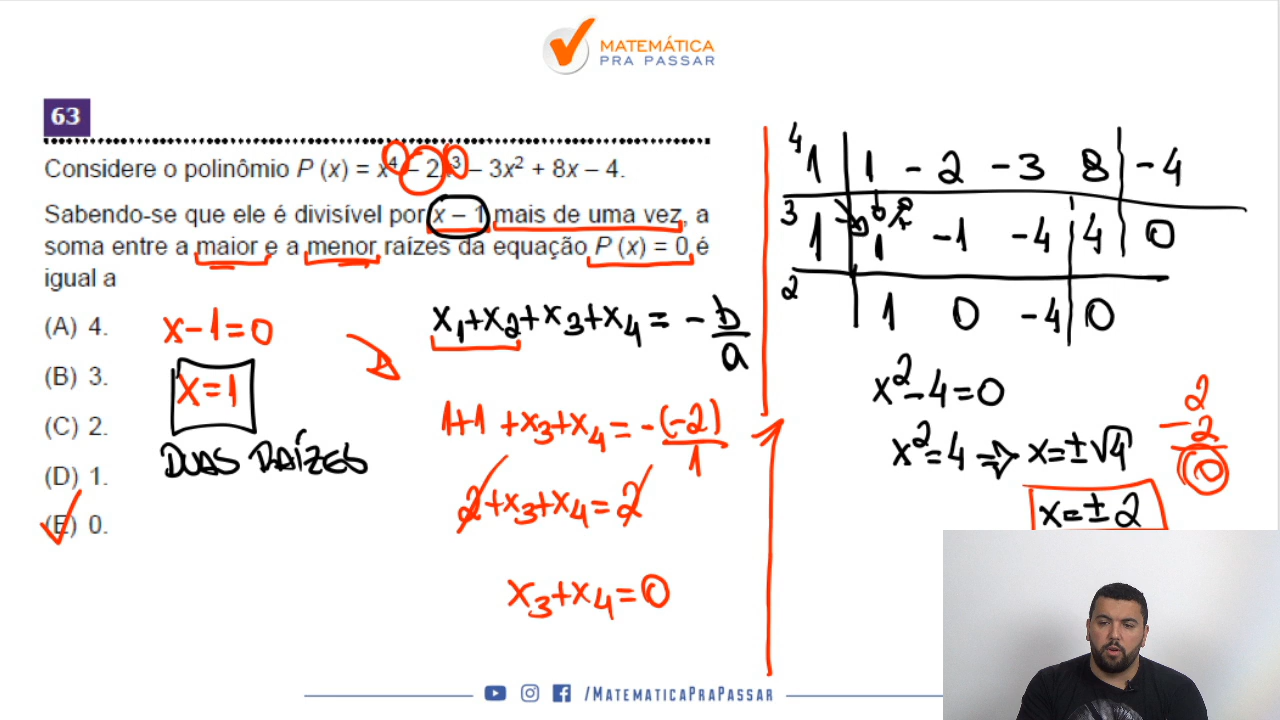 MATEMÁTICA
PRA PASSAR
63
Considere o polinômio P (x) = x⁴ – 2x³ – 3x² + 8x – 4.
Sabendo-se que ele é divisível por x – 1 mais de uma vez, a
soma entre a maior e a menor raízes da equação P (x) = 0 é
igual a
(A) 4.
(B) 3.
(C) 2.
(D) 1.
(E) 0.
x-1=0
x=1
DUAS RAÍZES
x₁+x₂+x₃+x₄= -b/a
1+1 +x₃+x₄= -(-2)/1
2+x₃+x₄=2
x₃+x₄=0
4 1 1 -2 -3 8 -4
3 1 1 -1 -4 4 0
2 1 0 -4 0
x²-4=0
x²=4 => x=±√4
x=±2
2
-2
0
/MATEMATICAPRAPASSAR